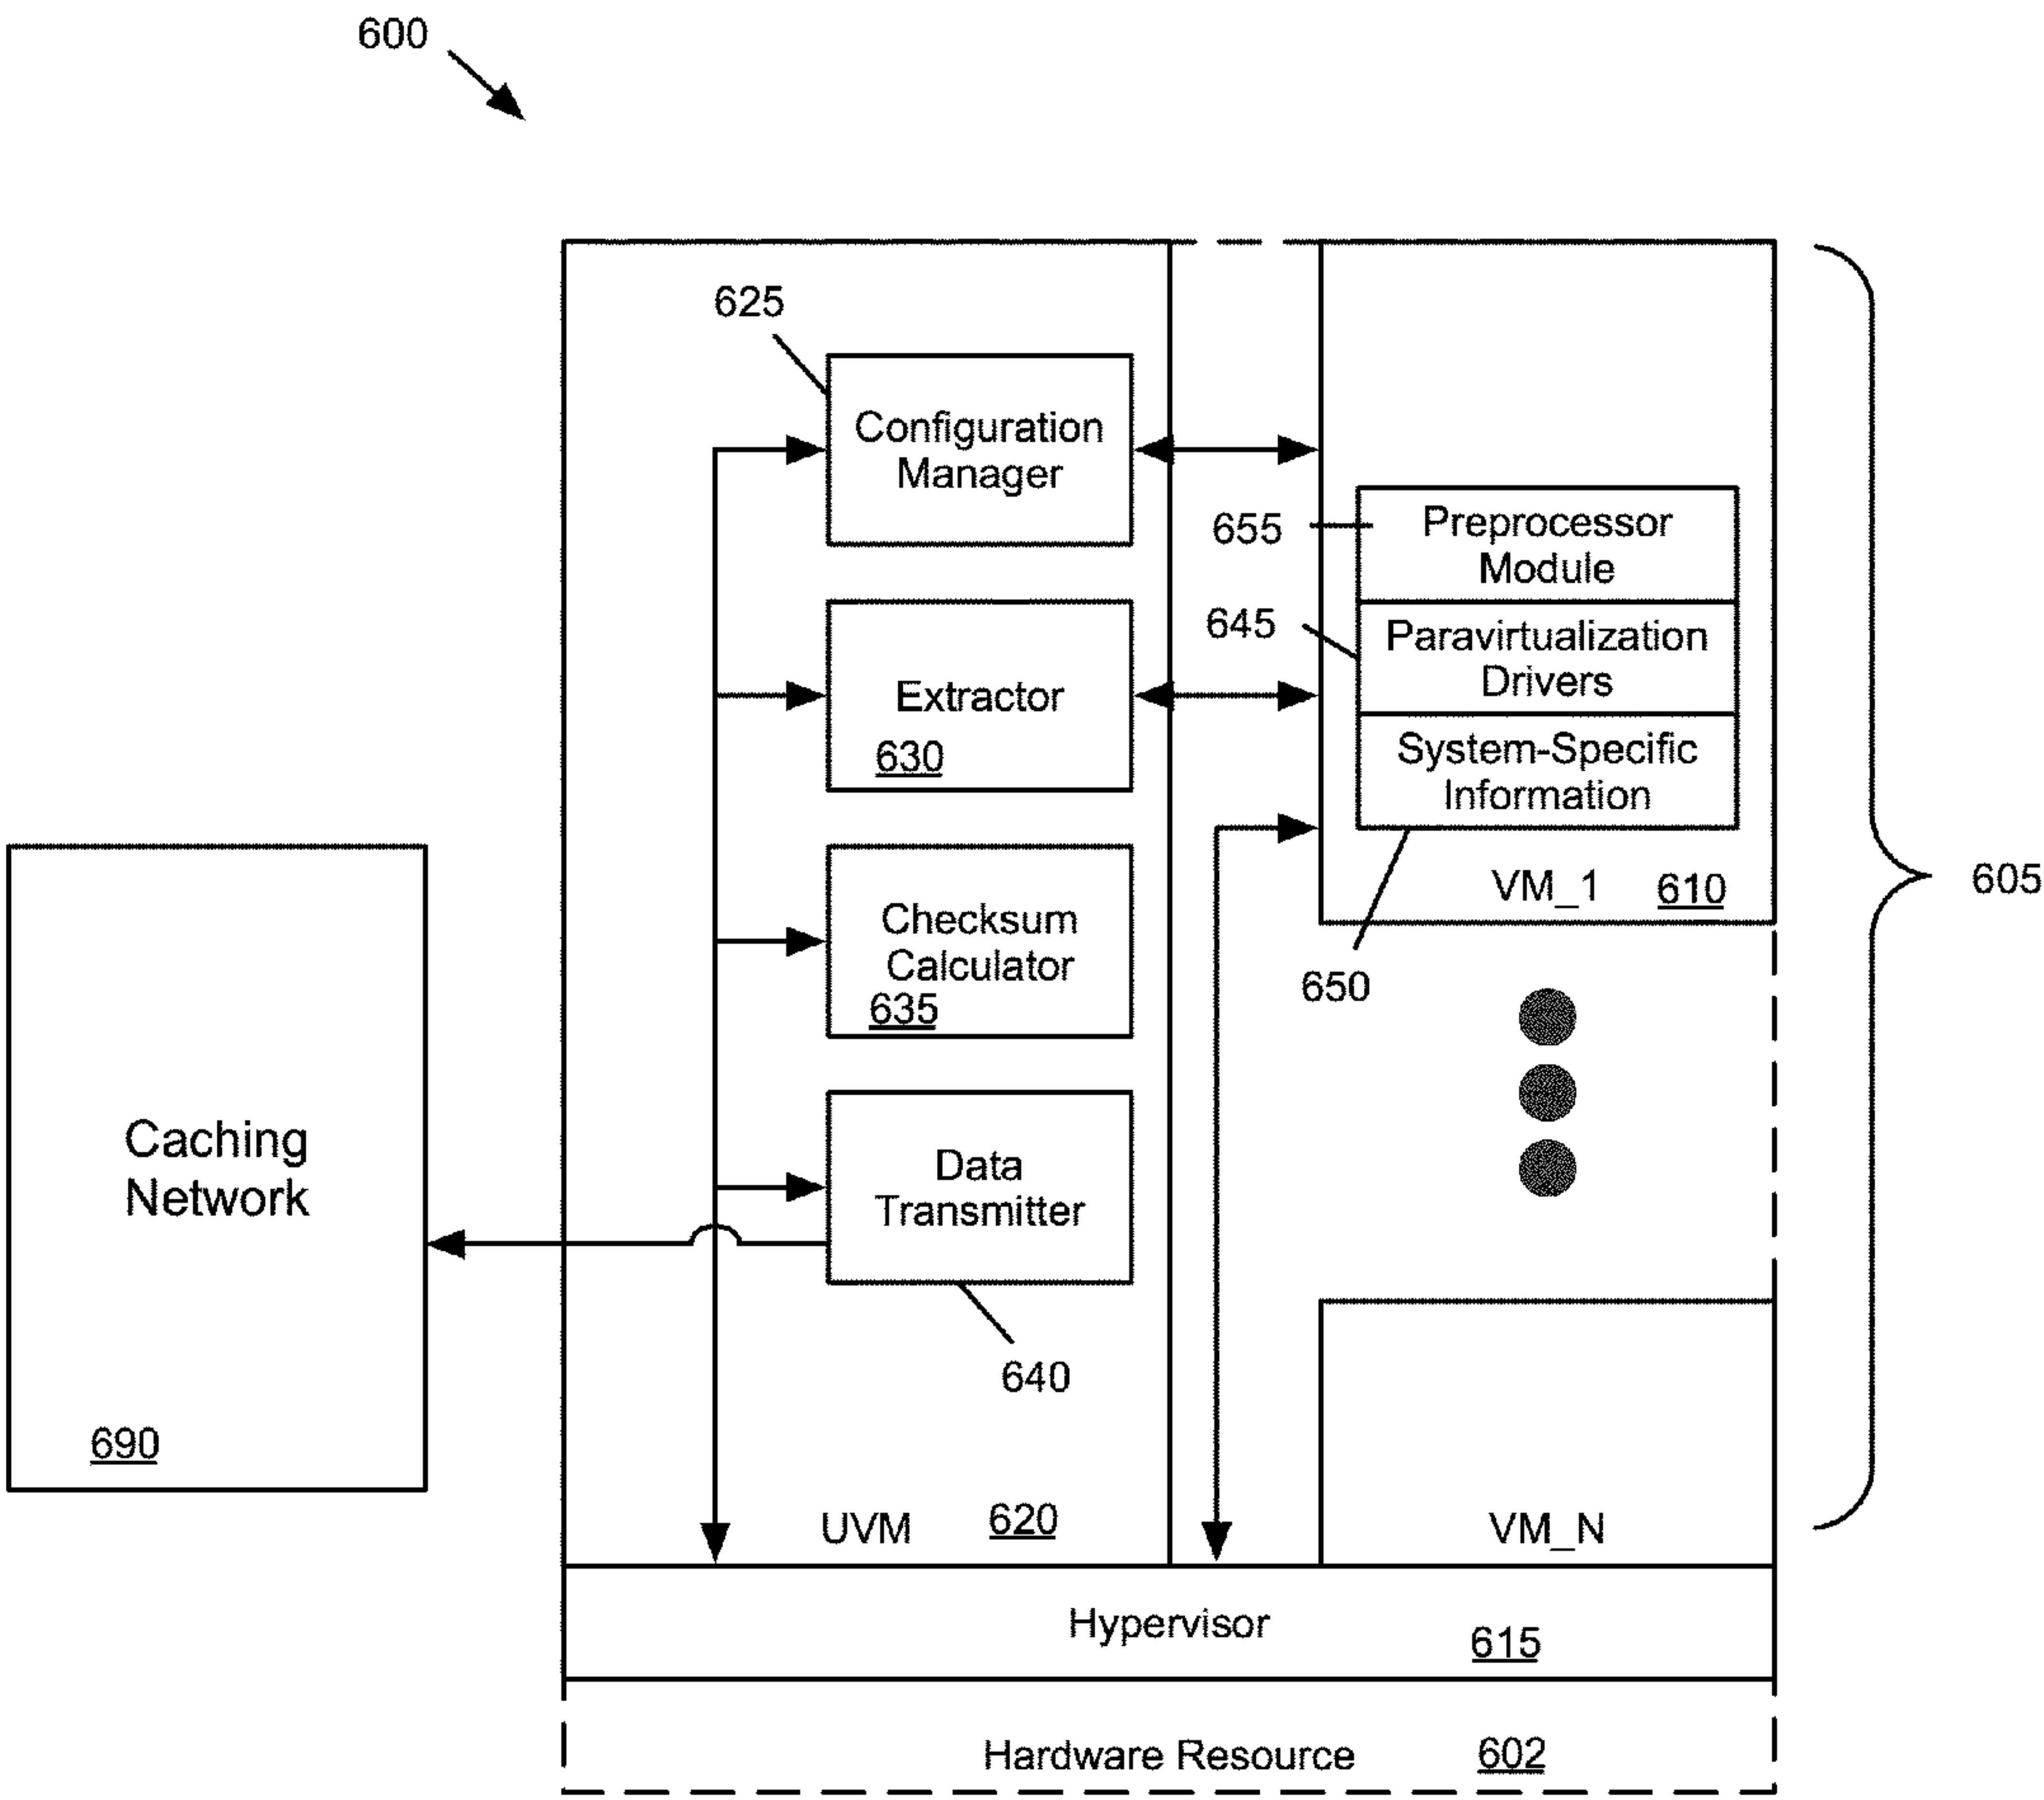 600
625
Configuration
Manager
655
Preprocessor
Module
645
Paravirtualization
Drivers
Extractor
630
System-Specific
Information
VM_1
610
605
Checksum
Calculator
635
650
Caching
Network
690
Data
Transmitter
640
UVM
620
VM_N
Hypervisor
615
Hardware Resource
602